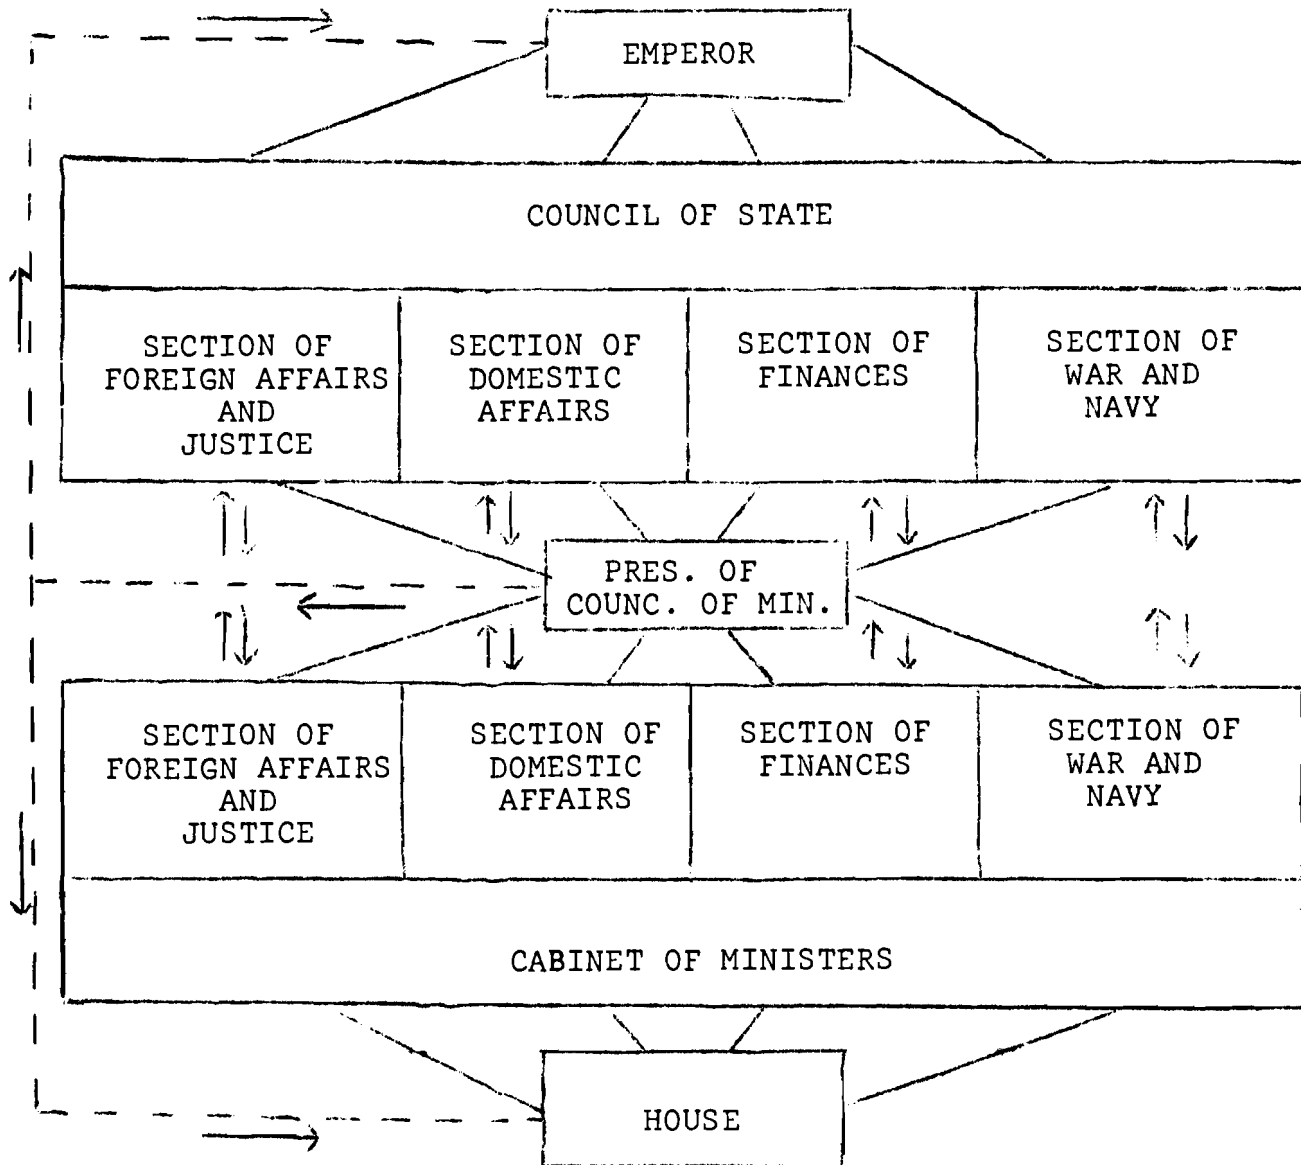 EMPEROR
COUNCIL OF STATE
SECTION OF
FOREIGN AFFAIRS
AND
JUSTICE
SECTION OF
DOMESTIC
AFFAIRS
SECTION OF
FINANCES
SECTION OF
WAR AND
NAVY
PRES. OF
COUNC. OF MIN.
SECTION OF
FOREIGN AFFAIRS
AND
JUSTICE
SECTION OF
DOMESTIC
AFFAIRS
SECTION OF
FINANCES
SECTION OF
WAR AND
NAVY
CABINET OF MINISTERS
HOUSE